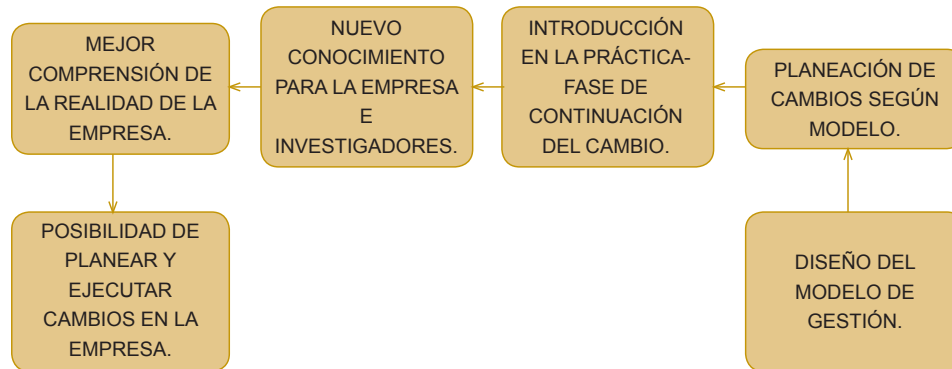 MEJOR
COMPRENSIÓN DE
LA REALIDAD DE LA
EMPRESA.
NUEVO
CONOCIMIENTO
PARA LA EMPRESA
E
INVESTIGADORES.
INTRODUCCIÓN
EN LA PRÁCTICA-
FASE DE
CONTINUACIÓN
DEL CAMBIO.
PLANEACIÓN DE
CAMBIOS SEGÚN
MODELO.
POSIBILIDAD DE
PLANEAR Y
EJECUTAR
CAMBIOS EN LA
EMPRESA.
DISEÑO DEL
MODELO DE
GESTIÓN.